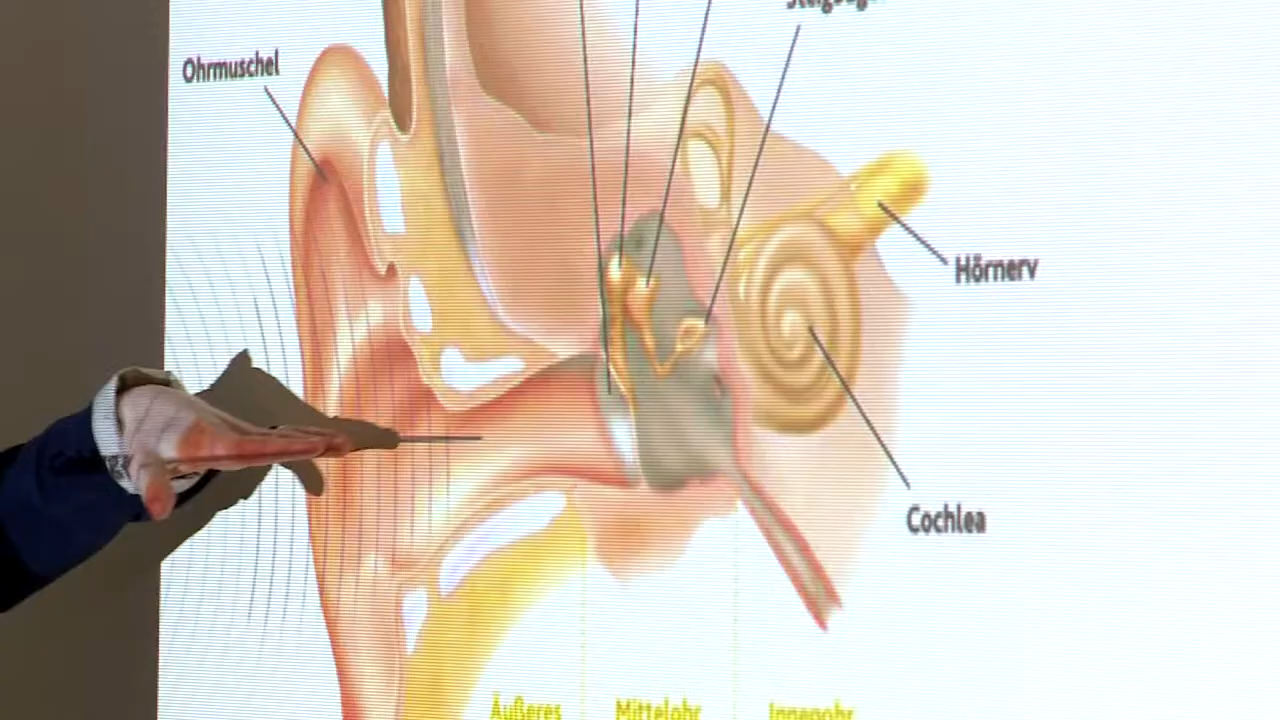 Ohrmuschel
Hörnerv
Cochlea
Äußeres
Mittelohr
Innenohr